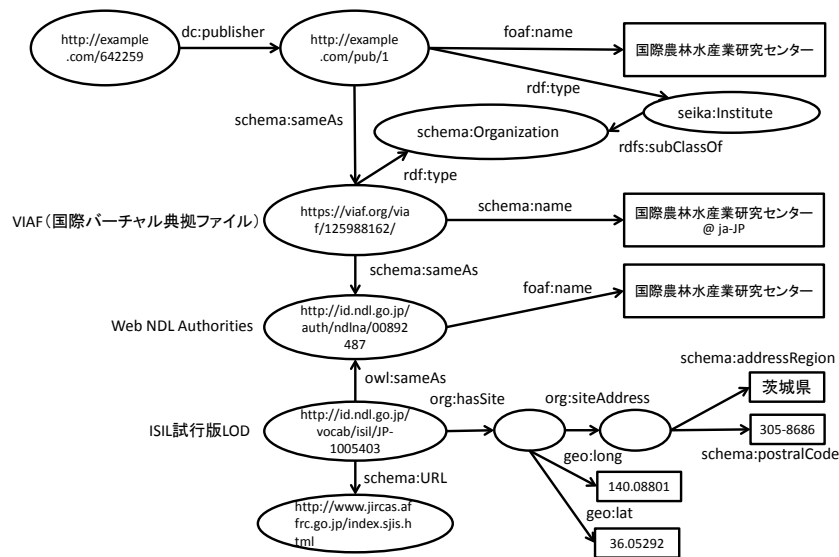 http://example
.com/642259
dc:publisher
http://example
.com/pub/1
foaf:name
国際農林水産業研究センター
rdf:type
schema:sameAs
schema:Organization
seika:Institute
rdfs:subClassOf
rdf:type
VIAF（国際バーチャル典拠ファイル）
https://viaf.org/via
f/125988162/
schema:name
国際農林水産業研究センター
@ ja-JP
schema:sameAs
foaf:name
国際農林水産業研究センター
Web NDL Authorities
http://id.ndl.go.jp/
auth/ndlna/00892
487
owl:sameAs
schema:addressRegion
茨城県
ISIL試行版LOD
http://id.ndl.go.jp/
vocab/isil/JP-
1005403
org:hasSite
org:siteAddress
305-8686
schema:postralCode
schema:URL
geo:long
140.08801
geo:lat
36.05292
http://www.jircas.af
frc.go.jp/index.sjis.h
tml